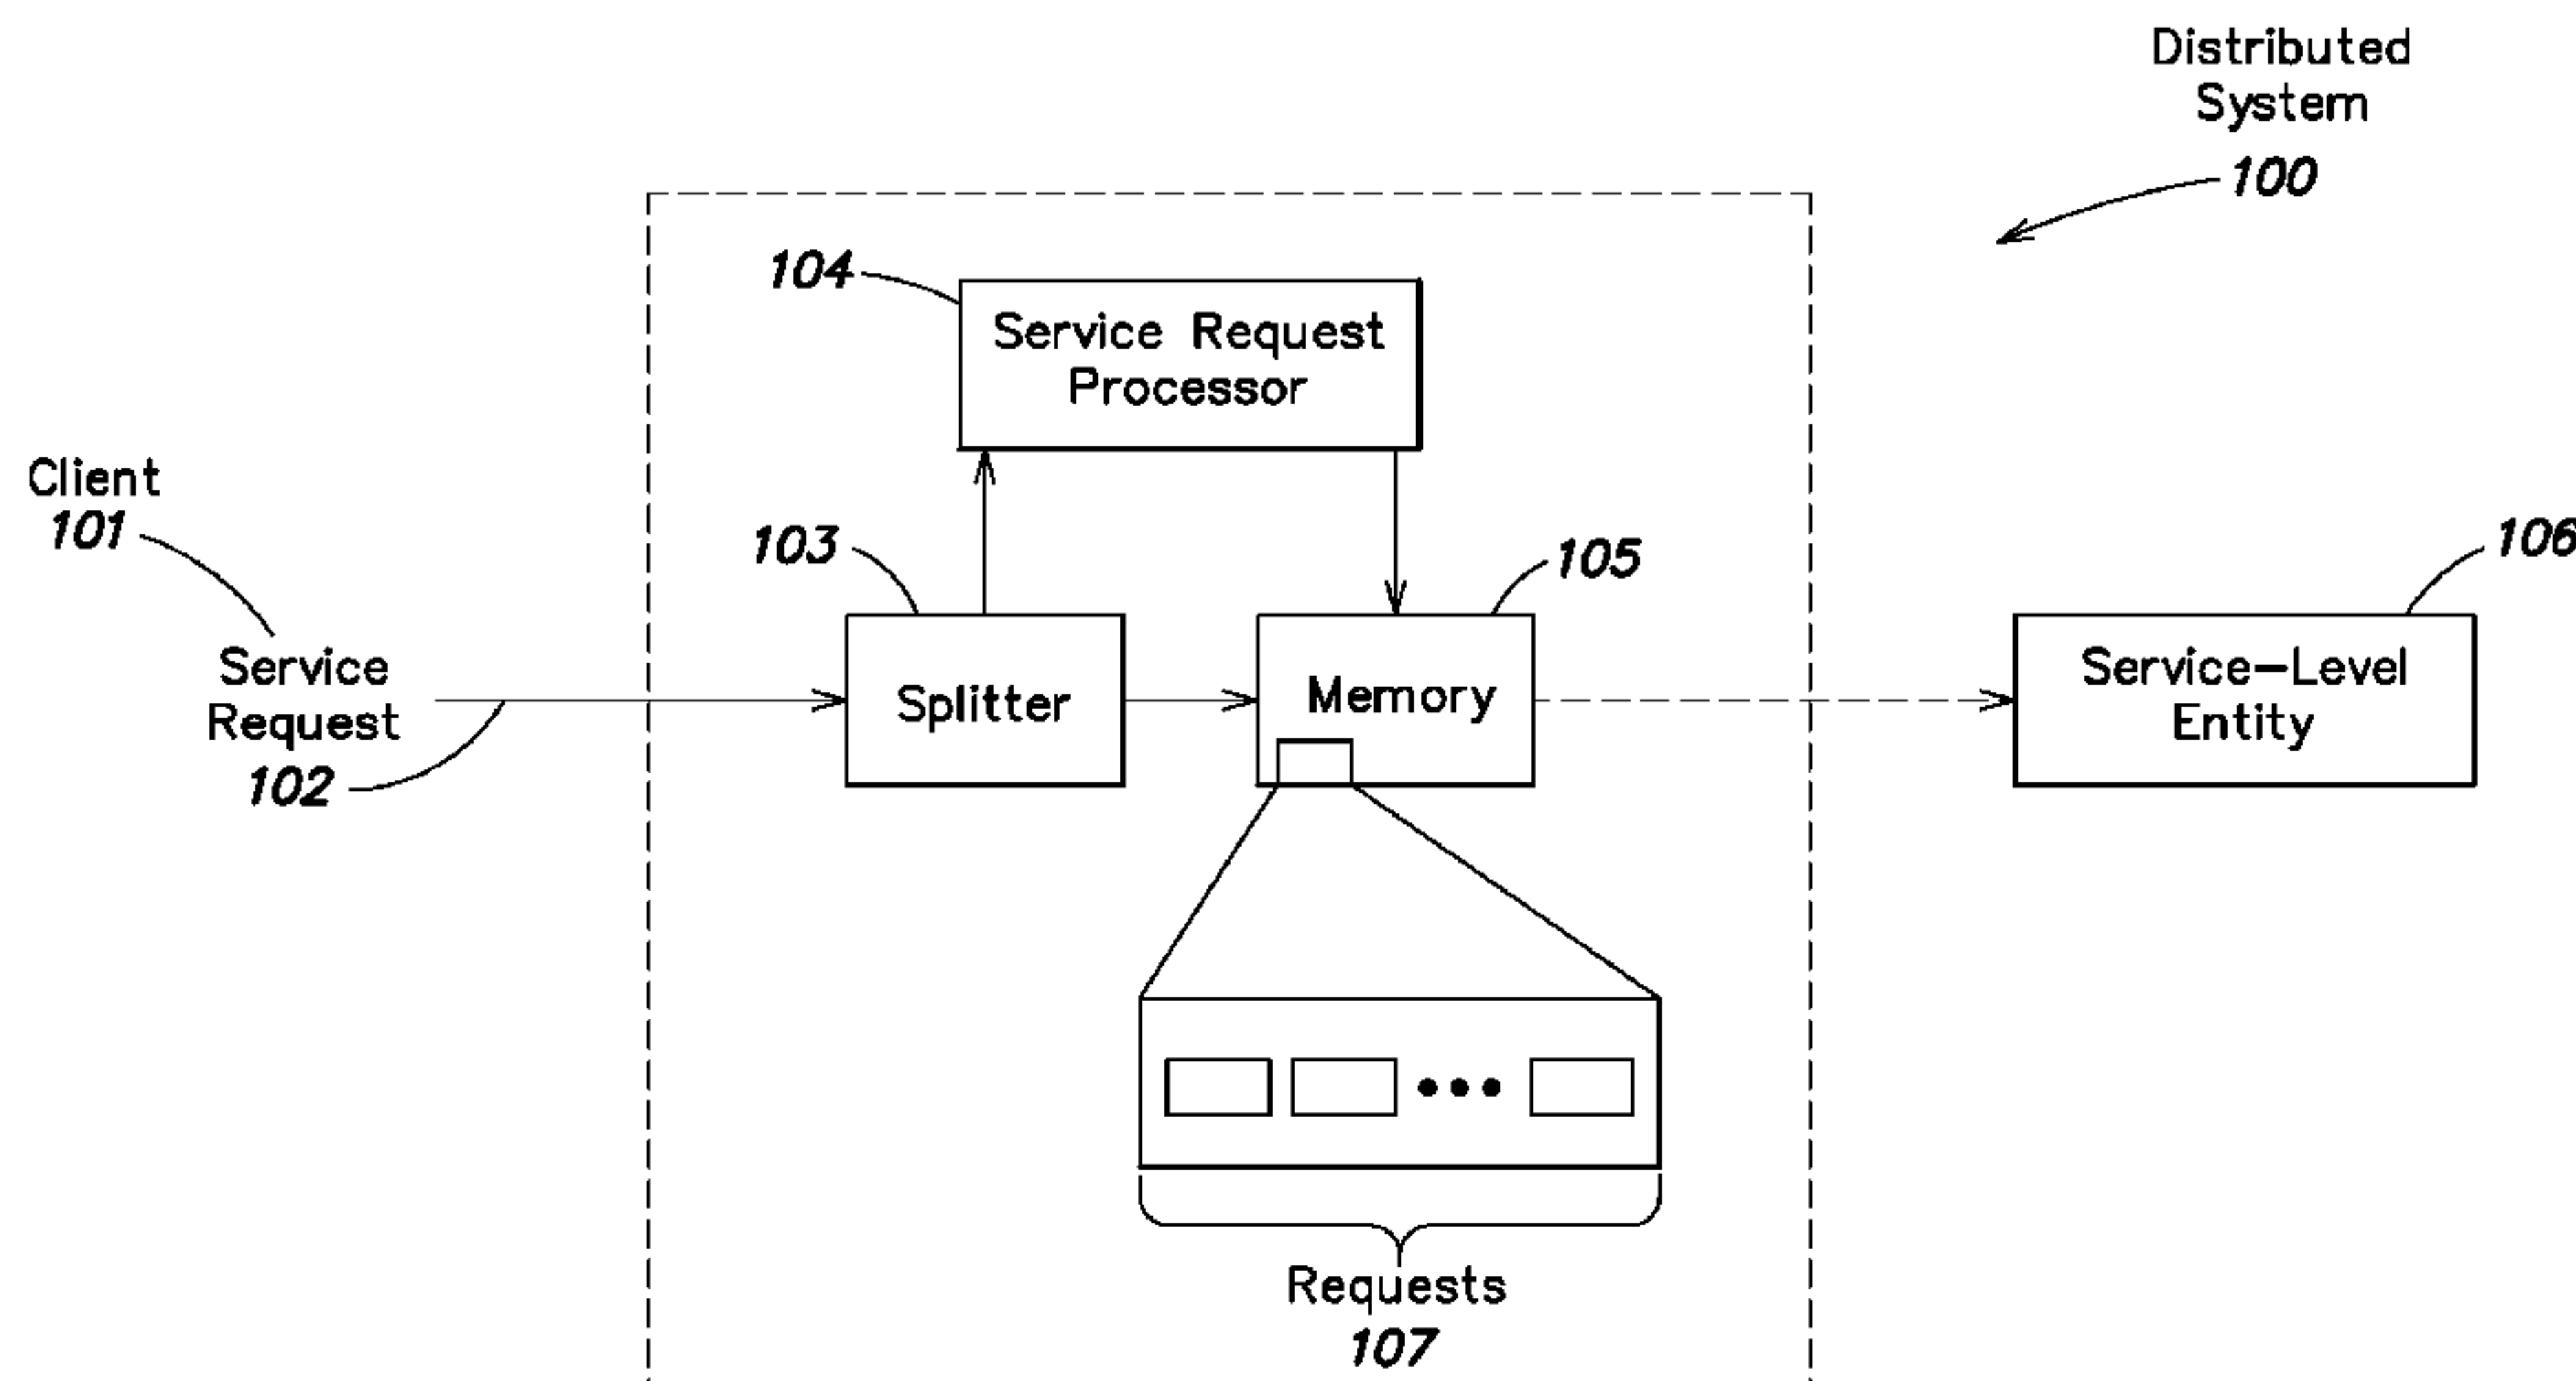 Distributed
System
100
104
Service Request
Processor
Client
101
103
105
106
Service
Request
102
Splitter
Memory
Service-Level
Entity
Requests
107